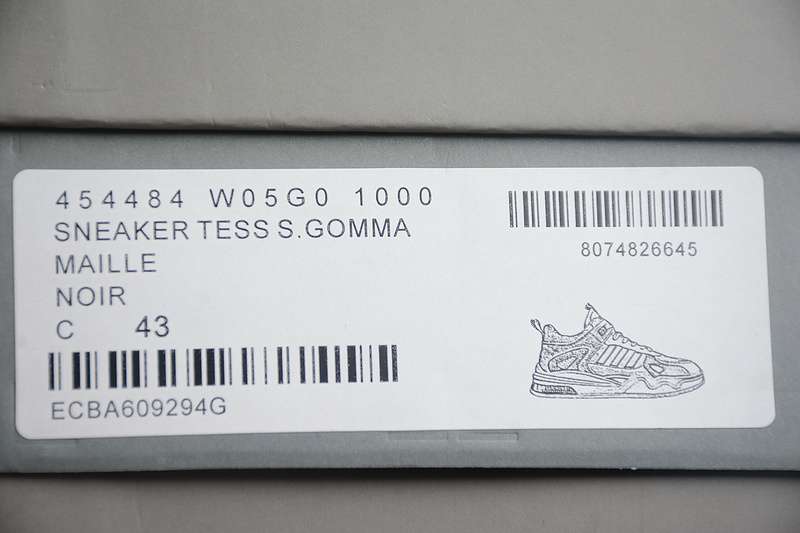 454484 W05G0 1000
SNEAKER TESS S.GOMMA
MAILLE
NOIR
C 43
ECBA609294G
8074826645